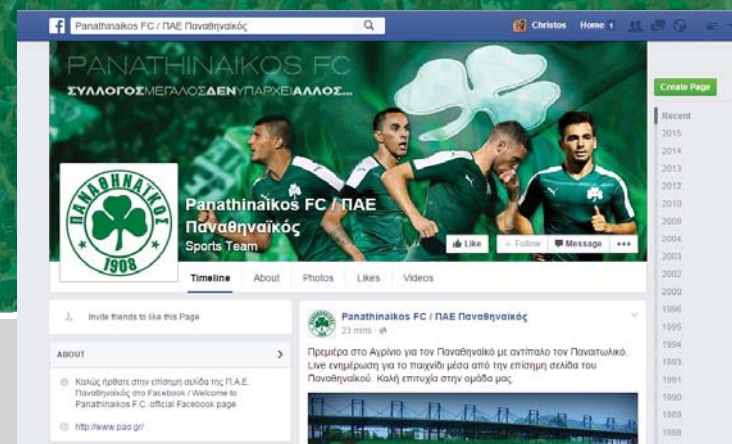 Panathinaikos FC / ΠΑΕ Παναθηναϊκός
Christos Home 1
PANATHINAIKOS FC
ΣΥΛΛΟΓΟΣΜΕΓΑΛΟΣΔΕΝΥΠΑΡΧΕΙΑΛΛΟΣ...
ΠΑΝΑΘΗΝΑΪΚΟΣ
1908
Panathinaikos FC / ΠΑΕ
Παναθηναϊκός
Sports Team
Like
+ Follow
Message
Timeline About Photos Likes Videos
Create Page
Recent
2015
2014
2013
2012
2010
2008
2004
2003
2002
2000
1996
1995
1994
1993
1991
1990
1989
1988
Invite friends to like this Page
ABOUT
Καλώς ήρθατε στην επίσημη σελίδα της Π.Α.Ε.
Παναθηναϊκός στο Facebook / Welcome to
Panathinaikos F.C. official Facebook page
http://www.pao.gr/
Panathinaikos FC / ΠΑΕ Παναθηναϊκός
23 mins
Πρεμιέρα στο Αγρίνιο για τον Παναθηναϊκό με αντίπαλο τον Παναιτωλικό.
Live ενημέρωση για το παιχνίδι μέσα από την επίσημη σελίδα του
Παναθηναϊκού. Καλή επιτυχία στην ομάδα μας.